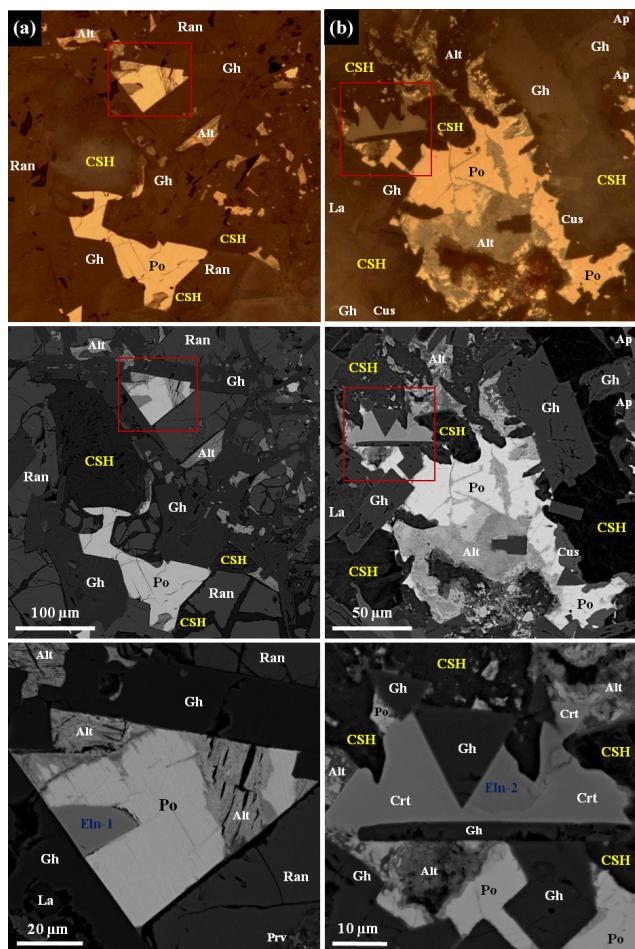 (a)
Ran
Alt
Gh
Alt
Ran
CSH
Gh
CSH
Gh
Po
Ran
CSH
(b)
Ap
Alt
Gh
CSH
Ap
CSH
Po
CSH
Gh
La
Cus
Alt
CSH
Po
Gh
Cus
Ran
Alt
Gh
Alt
CSH
Ran
Gh
CSH
Gh
Po
Ran
CSH
100 µm
Ap
Alt
CSH
Gh
Gh
Ap
CSH
Po
Gh
CSH
La
Alt
Cus
CSH
Po
50 µm
Alt
Ran
Gh
Alt
Po
Eln-1
Alt
Gh
Ran
La
20 µm
Prv
CSH
Gh
Alt
Po
Crt
CSH
Gh
CSH
Alt
Eln-2
Crt
Crt
Gh
Alt
Po
Gh
CSH
10 µm
Po